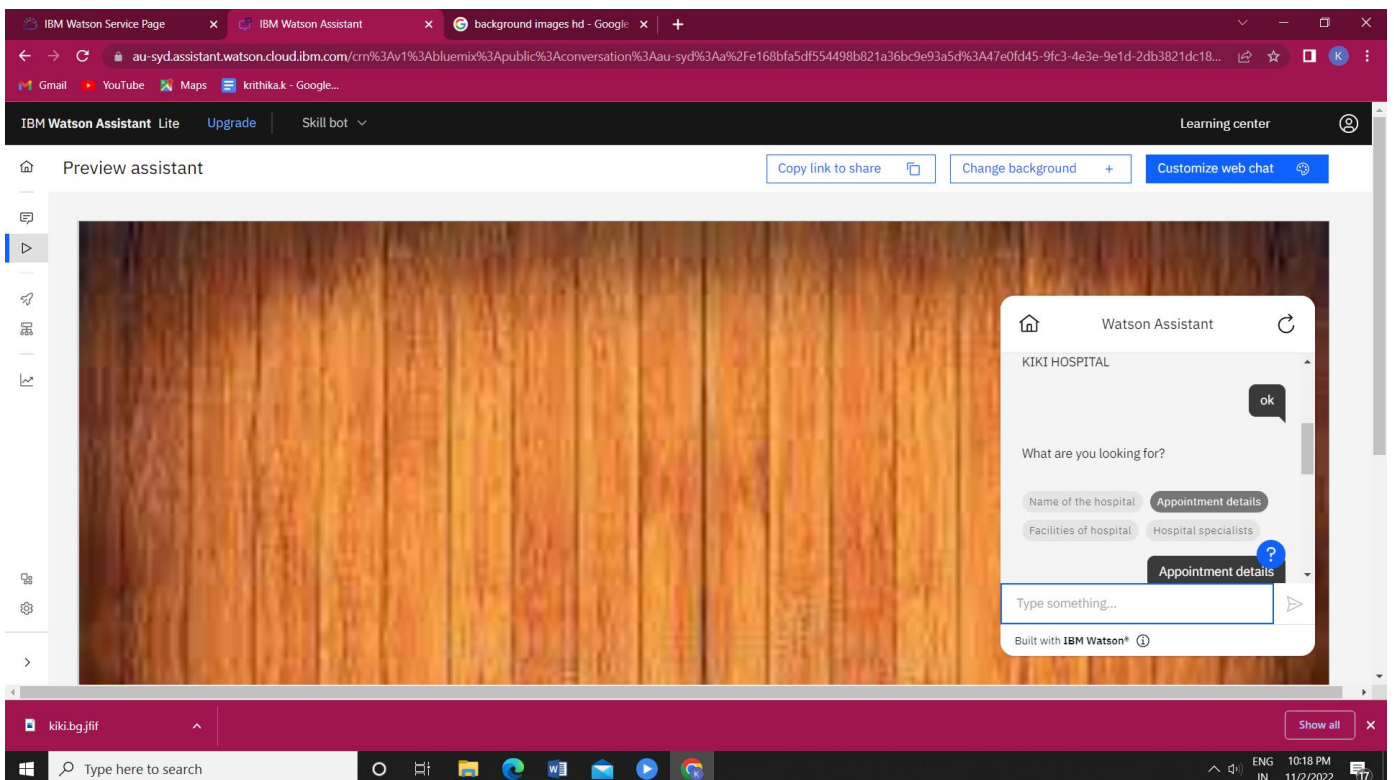 IBM Watson Service Page
IBM Watson Assistant
background images hd - Google
au-syd.assistant.watson.cloud.ibm.com/crn%3Av1%3Abluemix%3Apublic%3Aconversation%3Aau-syd%3Aa%2Fe168bfa5df554498b821a36bc9e93a5d%3A47e0fd45-9fc3-4e3e-9e1d-2db3821dc18...
K
Gmail YouTube Maps krithika.k - Google...
IBM Watson Assistant Lite Upgrade Skill bot Learning center
Preview assistant Copy link to share Change background + Customize web chat
Watson Assistant
KIKI HOSPITAL
ok
What are you looking for?
Name of the hospital Appointment details
Facilities of hospital Hospital specialists
?
Appointment details
Type something...
Built with IBM Watson®
kiki.bg.jfif Show all
Type here to search
ENG 10:18 PM
IN 11/2/2022 17